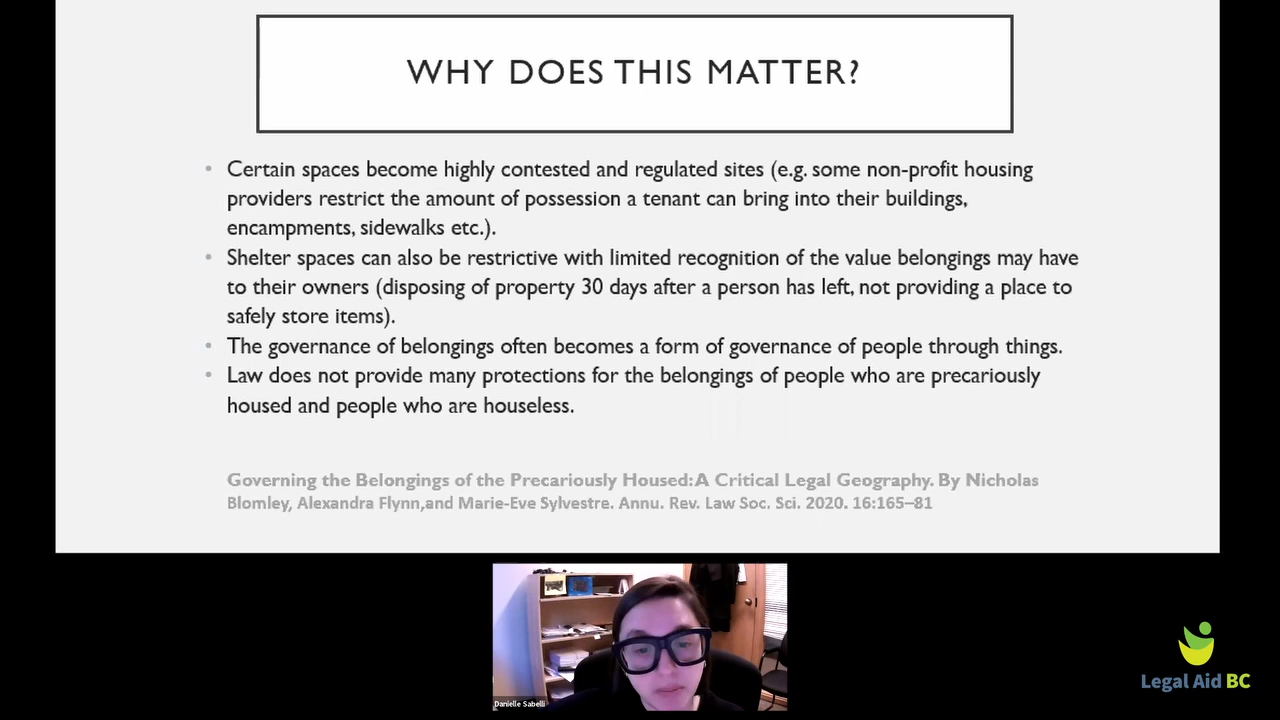 WHY DOES THIS MATTER?
Certain spaces become highly contested and regulated sites (e.g. some non-profit housing
providers restrict the amount of possession a tenant can bring into their buildings,
encampments, sidewalks etc.).
Shelter spaces can also be restrictive with limited recognition of the value belongings may have
to their owners (disposing of property 30 days after a person has left, not providing a place to
safely store items).
The governance of belongings often becomes a form of governance of people through things.
Law does not provide many protections for the belongings of people who are precariously
housed and people who are houseless.
Governing the Belongings of the Precariously Housed: A Critical Legal Geography. By Nicholas
Blomley, Alexandra Flynn,and Marie-Eve Sylvestre. Annu. Rev. Law Soc. Sci. 2020. 16:165–81
Danielle Sabelli
Legal Aid BC